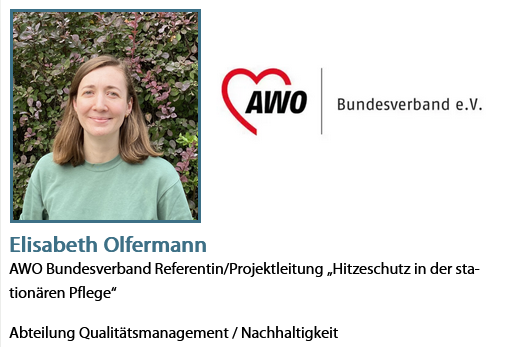 AWO
Bundesverband e.V.
Elisabeth Olfermann
AWO Bundesverband Referentin/Projektleitung „Hitzeschutz in der sta-
tionären Pflege“
Abteilung Qualitätsmanagement / Nachhaltigkeit